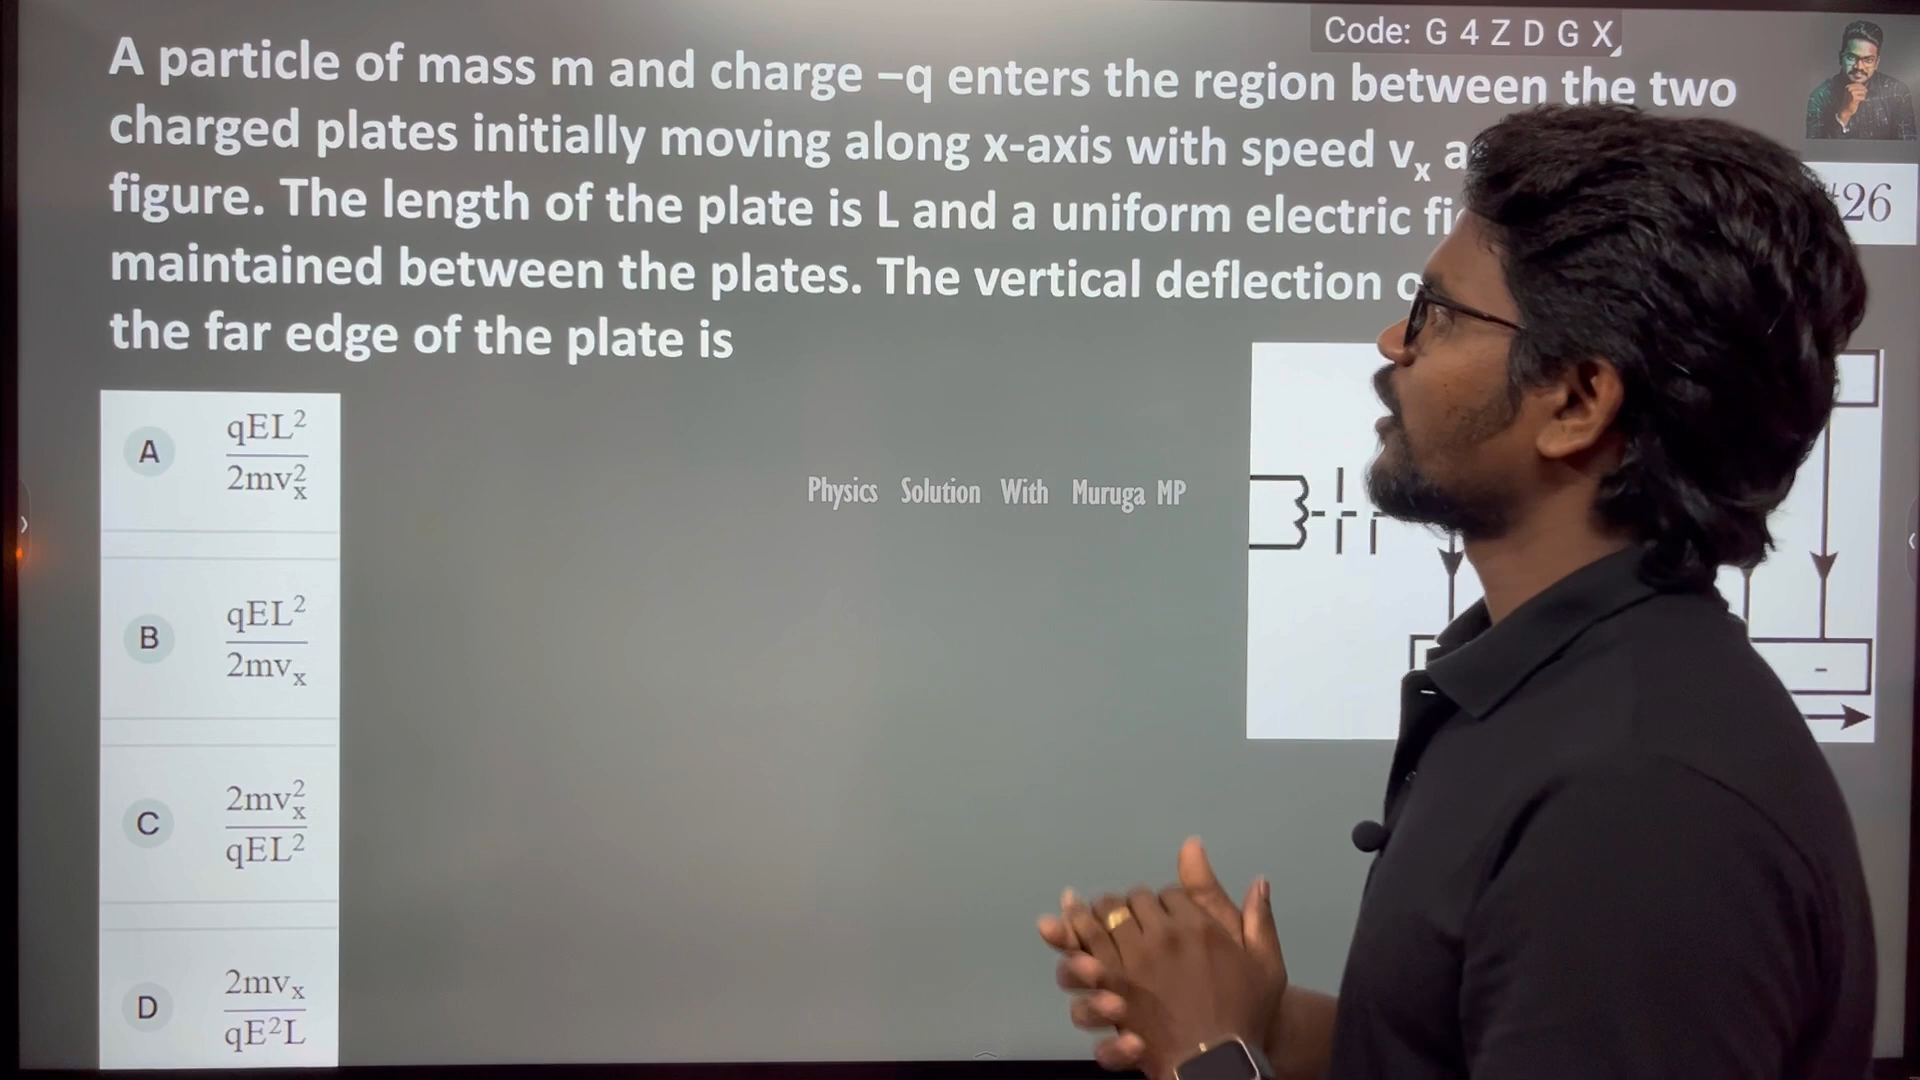 Code: G 4 Z D G X
A particle of mass m and charge –q enters the region between the two
charged plates initially moving along x-axis with speed vₓ
figure. The length of the plate is L and a uniform electric
maintained between the plates. The vertical deflection
the far edge of the plate is
26
A qEL²/2mvₓ²
Physics Solution With Muruga MP
B qEL²/2mvₓ
-
C 2mvₓ²/qEL²
D 2mvₓ/qE²L